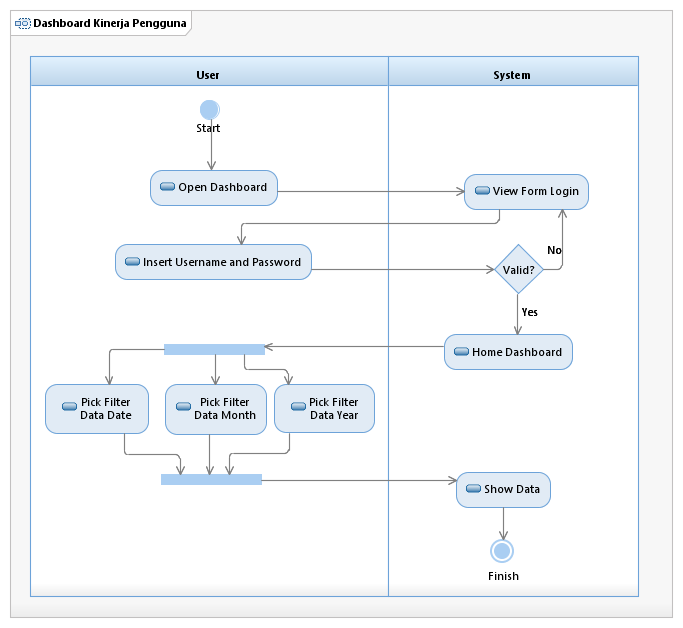 Dashboard Kinerja Pengguna
User
System
Start
Open Dashboard
View Form Login
No
Insert Username and Password
Valid?
Yes
Home Dashboard
Pick Filter
Data Date
Pick Filter
Data Month
Pick Filter
Data Year
Show Data
Finish